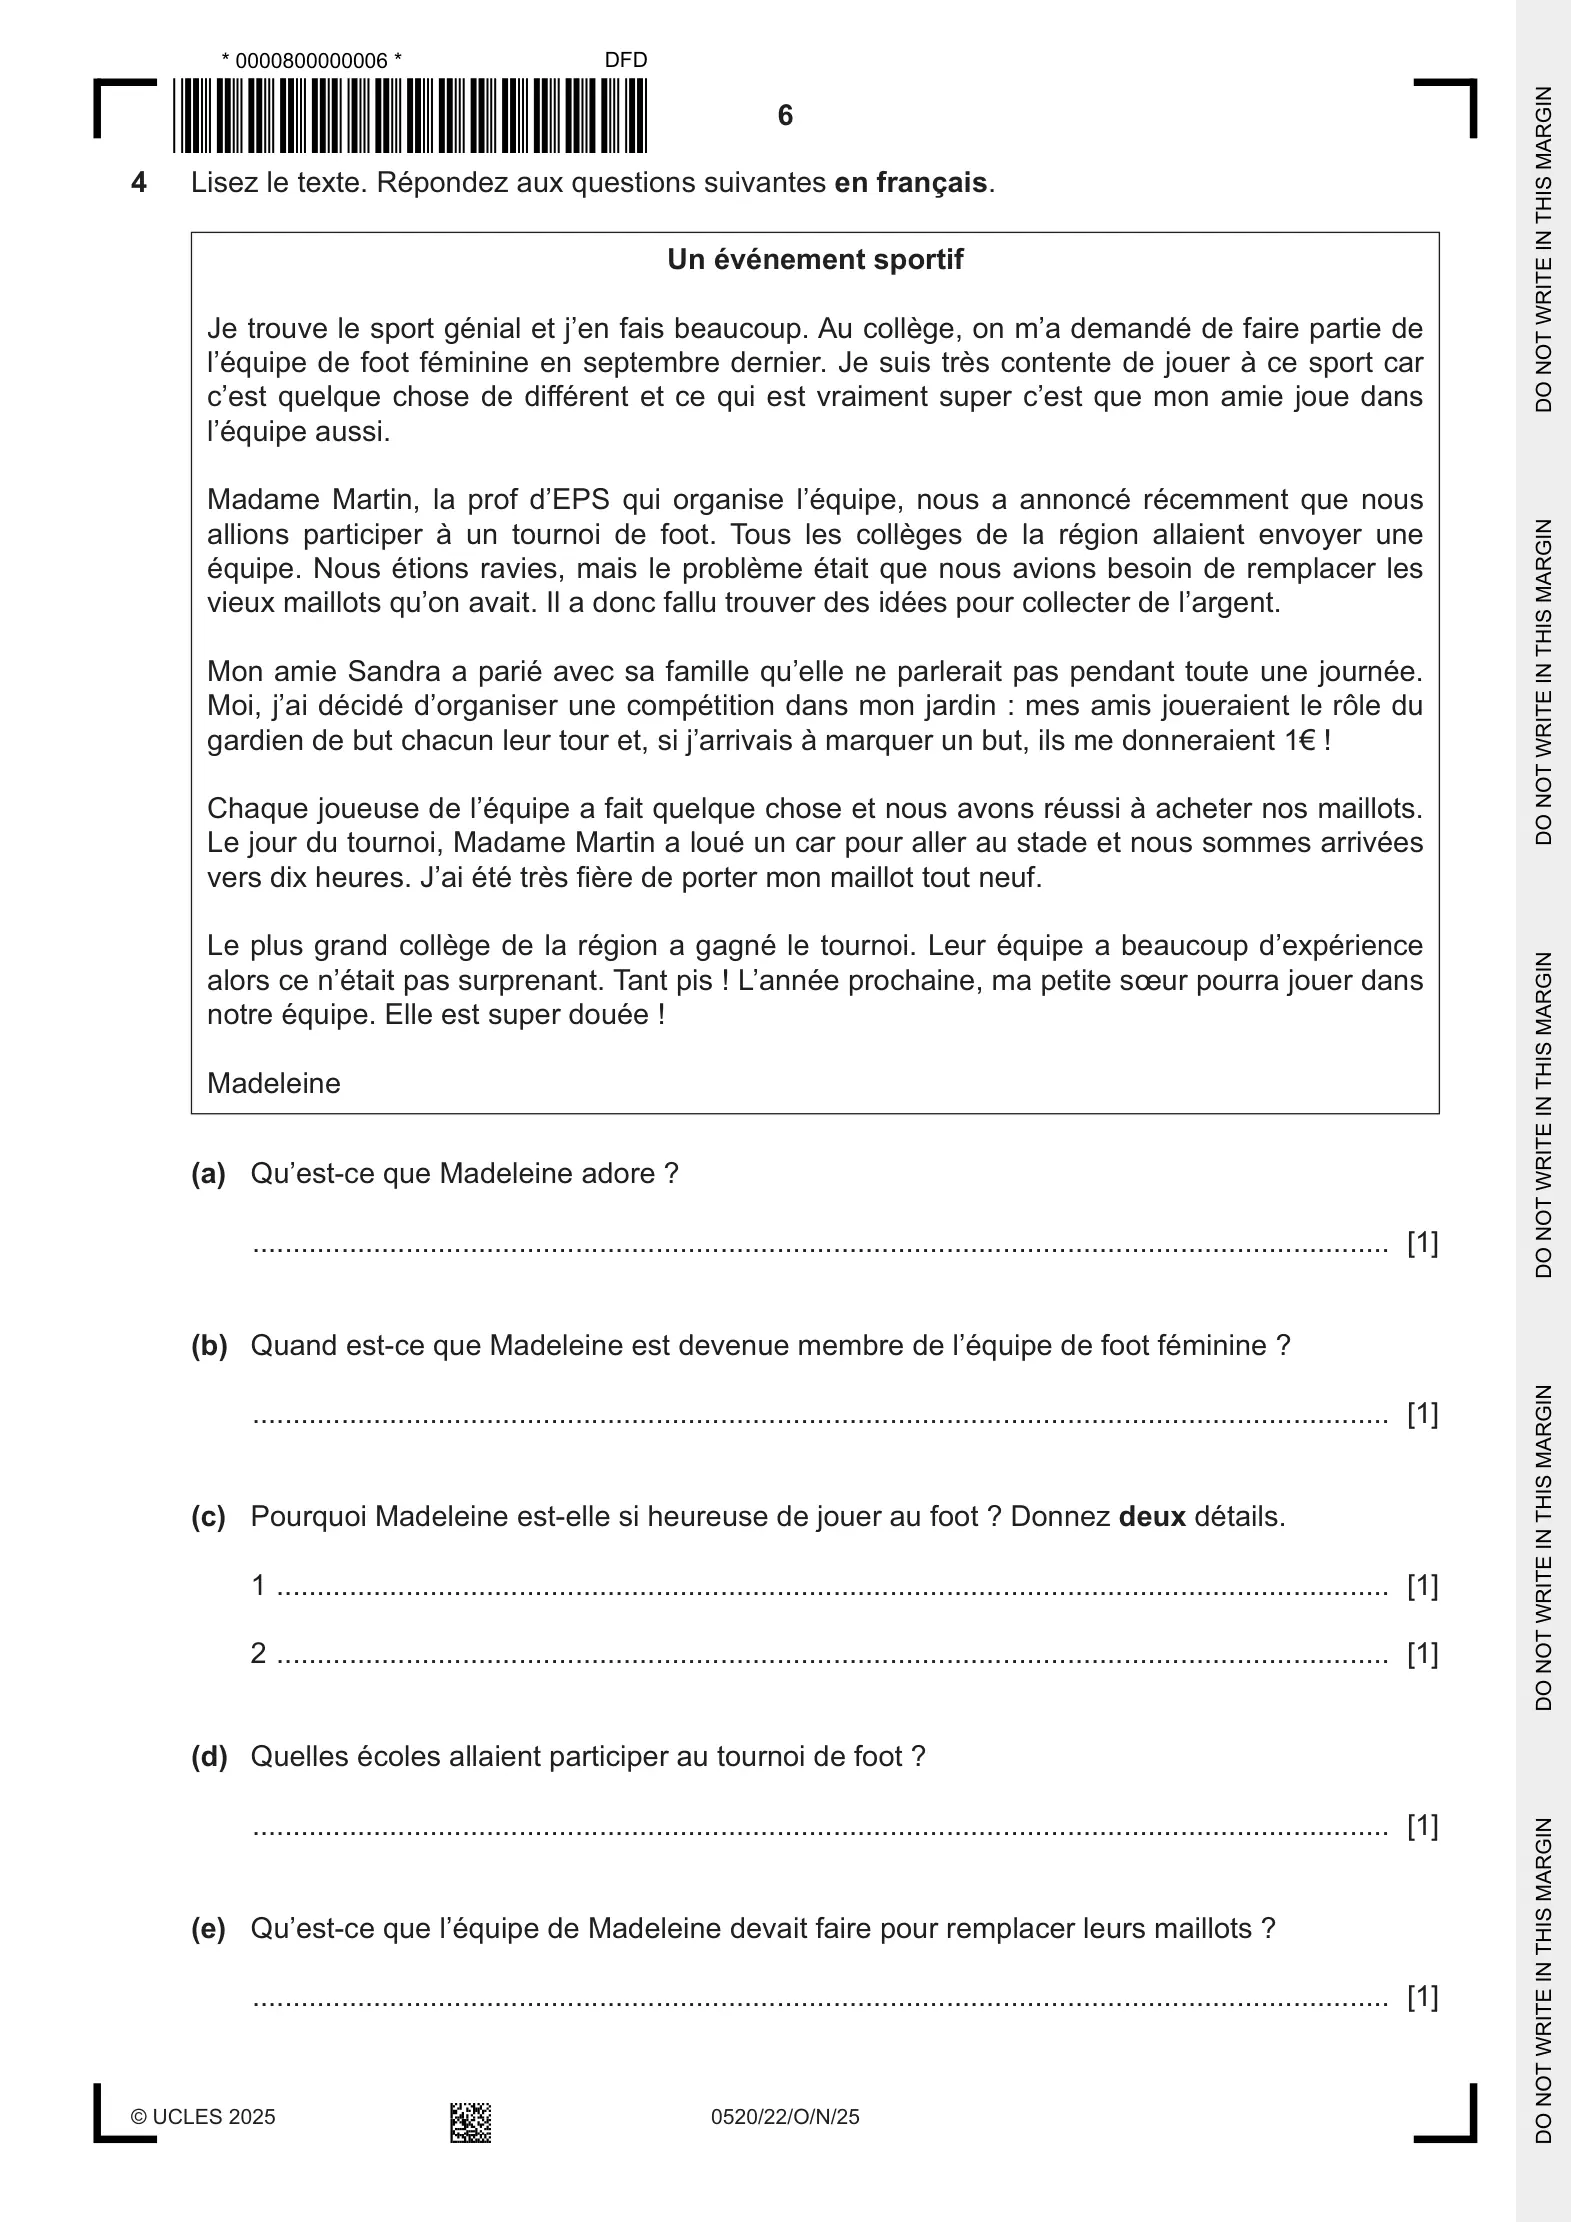 * 0000800000006 *
DFD
6
4 Lisez le texte. Répondez aux questions suivantes en français.
Un événement sportif
Je trouve le sport génial et j’en fais beaucoup. Au collège, on m’a demandé de faire partie de
l’équipe de foot féminine en septembre dernier. Je suis très contente de jouer à ce sport car
c’est quelque chose de différent et ce qui est vraiment super c’est que mon amie joue dans
l’équipe aussi.
Madame Martin, la prof d’EPS qui organise l’équipe, nous a annoncé récemment que nous
allions participer à un tournoi de foot. Tous les collèges de la région allaient envoyer une
équipe. Nous étions ravies, mais le problème était que nous avions besoin de remplacer les
vieux maillots qu’on avait. Il a donc fallu trouver des idées pour collecter de l’argent.
Mon amie Sandra a parié avec sa famille qu’elle ne parlerait pas pendant toute une journée.
Moi, j’ai décidé d’organiser une compétition dans mon jardin : mes amis joueraient le rôle du
gardien de but chacun leur tour et, si j’arrivais à marquer un but, ils me donneraient 1€ !
Chaque joueuse de l’équipe a fait quelque chose et nous avons réussi à acheter nos maillots.
Le jour du tournoi, Madame Martin a loué un car pour aller au stade et nous sommes arrivées
vers dix heures. J’ai été très fière de porter mon maillot tout neuf.
Le plus grand collège de la région a gagné le tournoi. Leur équipe a beaucoup d’expérience
alors ce n’était pas surprenant. Tant pis ! L’année prochaine, ma petite sœur pourra jouer dans
notre équipe. Elle est super douée !
Madeleine
(a) Qu’est-ce que Madeleine adore ?
[1]
(b) Quand est-ce que Madeleine est devenue membre de l’équipe de foot féminine ?
[1]
(c) Pourquoi Madeleine est-elle si heureuse de jouer au foot ? Donnez deux détails.
1 [1]
2 [1]
(d) Quelles écoles allaient participer au tournoi de foot ?
[1]
(e) Qu’est-ce que l’équipe de Madeleine devait faire pour remplacer leurs maillots ?
[1]
© UCLES 2025
0520/22/O/N/25
DO NOT WRITE IN THIS MARGIN
DO NOT WRITE IN THIS MARGIN
DO NOT WRITE IN THIS MARGIN
DO NOT WRITE IN THIS MARGIN
DO NOT WRITE IN THIS MARGIN